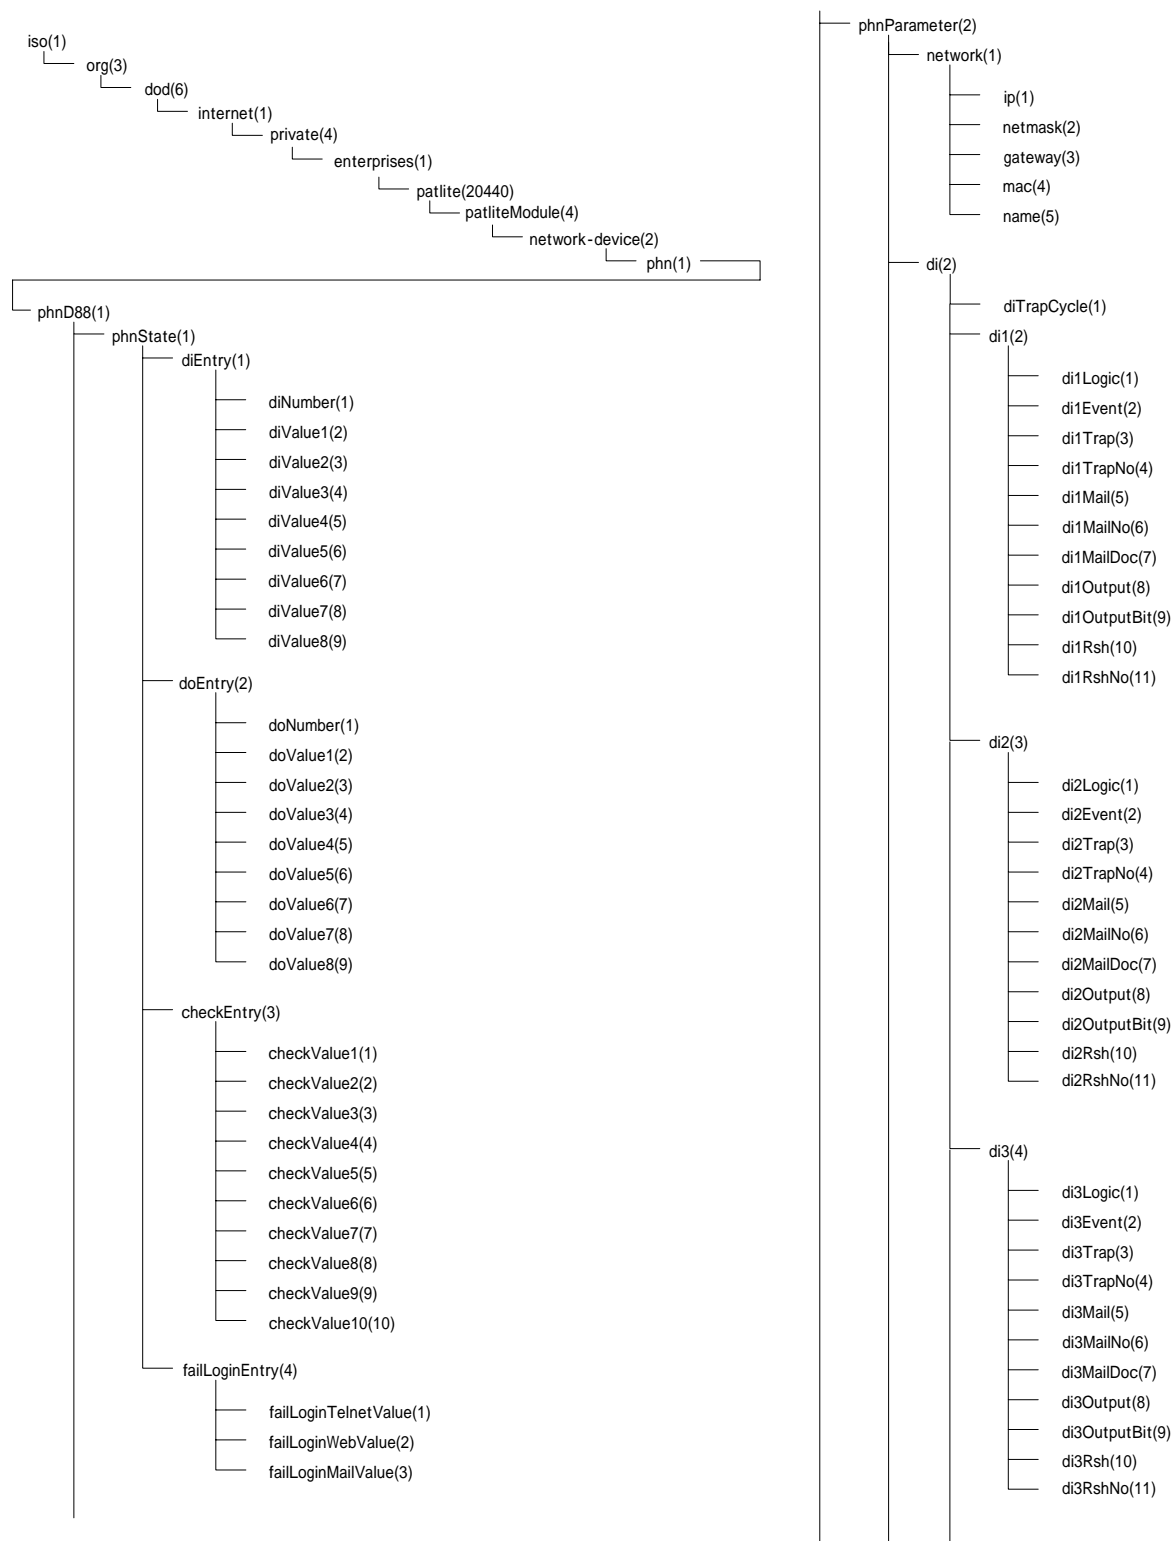 iso(1)
org(3)
dod(6)
internet(1)
private(4)
enterprises(1)
patlite(20440)
patliteModule(4)
network-device(2)
phn(1)
phnD88(1)
phnState(1)
diEntry(1)
diNumber(1)
diValue1(2)
diValue2(3)
diValue3(4)
diValue4(5)
diValue5(6)
diValue6(7)
diValue7(8)
diValue8(9)
doEntry(2)
doNumber(1)
doValue1(2)
doValue2(3)
doValue3(4)
doValue4(5)
doValue5(6)
doValue6(7)
doValue7(8)
doValue8(9)
checkEntry(3)
checkValue1(1)
checkValue2(2)
checkValue3(3)
checkValue4(4)
checkValue5(5)
checkValue6(6)
checkValue7(7)
checkValue8(8)
checkValue9(9)
checkValue10(10)
failLoginEntry(4)
failLoginTelnetValue(1)
failLoginWebValue(2)
failLoginMailValue(3)
phnParameter(2)
network(1)
ip(1)
netmask(2)
gateway(3)
mac(4)
name(5)
di(2)
diTrapCycle(1)
di1(2)
di1Logic(1)
di1Event(2)
di1Trap(3)
di1TrapNo(4)
di1Mail(5)
di1MailNo(6)
di1MailDoc(7)
di1Output(8)
di1OutputBit(9)
di1Rsh(10)
di1RshNo(11)
di2(3)
di2Logic(1)
di2Event(2)
di2Trap(3)
di2TrapNo(4)
di2Mail(5)
di2MailNo(6)
di2MailDoc(7)
di2Output(8)
di2OutputBit(9)
di2Rsh(10)
di2RshNo(11)
di3(4)
di3Logic(1)
di3Event(2)
di3Trap(3)
di3TrapNo(4)
di3Mail(5)
di3MailNo(6)
di3MailDoc(7)
di3Output(8)
di3OutputBit(9)
di3Rsh(10)
di3RshNo(11)